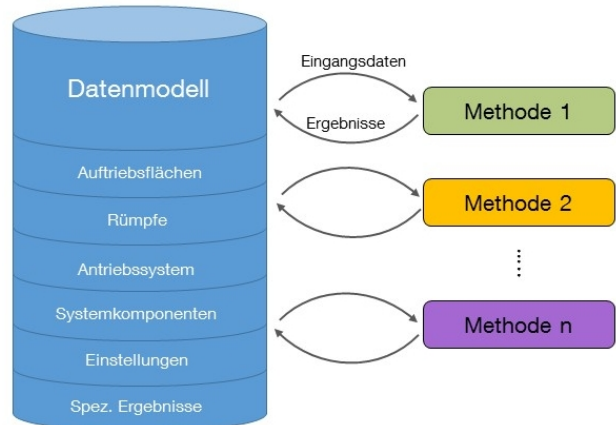 Datenmodell
Auftriebsflächen
Rümpfe
Antriebssystem
Systemkomponenten
Einstellungen
Spez. Ergebnisse
Eingangsdaten
Ergebnisse
Methode 1
Methode 2
Methode n